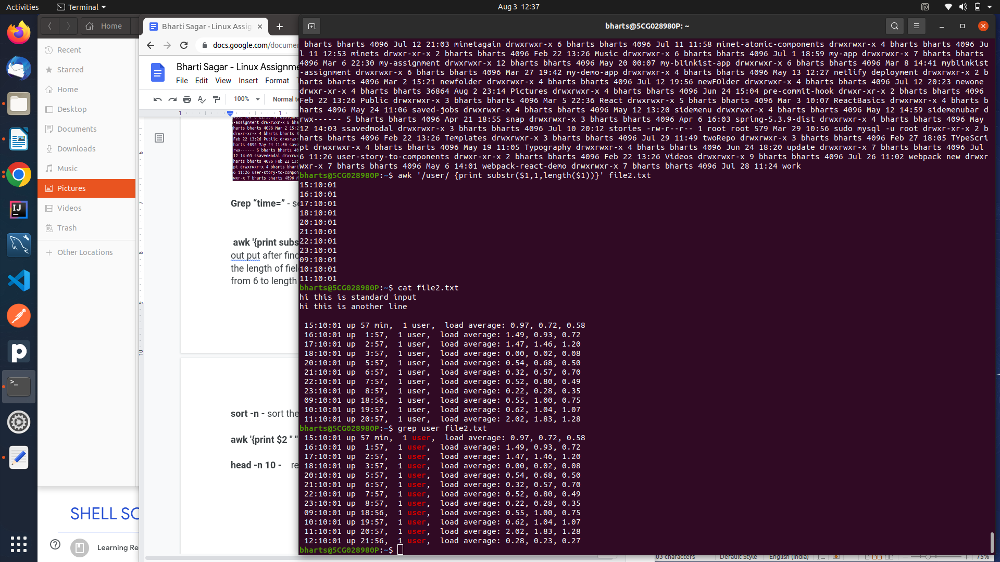 Activities
Terminal
Aug 3 12:37
Home
Recent
Starred
Home
Desktop
Documents
Downloads
Music
Pictures
Videos
Trash
Other Locations
SHELL SC
Learning Re
Bharti Sagar - Linux Assig
docs.google.com/docume
Bharti Sagar - Linux Assignme
File Edit View Insert Format
100%
Normal te
Grep “time=” - s
awk '{print subs
out put after find
the length of fiel
from 6 to length
sort -n - sort the
awk '{print $2 " "
head -n 10 - re
bharts@5CG028980P: ~
bharts bharts 4096 Jul 12 21:03 minetagain drwxrwxr-x 6 bharts bharts 4096 Jul 11 11:58 minet-atomic-components drwxrwxr-x 4 bharts bharts 4096 Ju
l 11 12:53 minets drwxr-xr-x 2 bharts bharts 4096 Feb 22 13:26 Music drwxrwxr-x 6 bharts bharts 4096 Jul 1 18:59 my-app drwxrwxr-x 7 bharts bharts
4096 Mar 6 22:30 my-assignment drwxrwxr-x 12 bharts bharts 4096 May 20 00:07 my-blinkist-app drwxrwxr-x 6 bharts bharts 4096 Mar 8 14:41 myblinkist
-assignment drwxrwxr-x 6 bharts bharts 4096 Mar 27 19:42 my-demo-app drwxrwxr-x 4 bharts bharts 4096 May 13 12:27 netlify deployment drwxrwxr-x 2 b
harts bharts 4096 Mar 2 15:21 newfolder drwxrwxr-x 4 bharts bharts 4096 Jul 12 19:56 newFOlder drwxrwxr-x 4 bharts bharts 4096 Jul 12 20:23 newone
drwxr-xr-x 4 bharts bharts 36864 Aug 2 23:14 Pictures drwxrwxr-x 4 bharts bharts 4096 Jun 24 15:04 pre-commit-hook drwxr-xr-x 2 bharts bharts 4096
Feb 22 13:26 Public drwxrwxr-x 3 bharts bharts 4096 Mar 5 22:36 React drwxrwxr-x 5 bharts bharts 4096 Mar 3 10:07 ReactBasics drwxrwxr-x 4 bharts b
harts 4096 May 24 11:06 saved-jobs drwxrwxr-x 4 bharts bharts 4096 May 12 13:20 sidemenu drwxrwxr-x 4 bharts bharts 4096 May 12 14:59 sidemenubar d
rwx------ 5 bharts bharts 4096 Apr 21 18:55 snap drwxrwxr-x 3 bharts bharts 4096 Apr 6 16:03 spring-5.3.9-dist drwxrwxr-x 4 bharts bharts 4096 May
12 14:03 ssavedmodal drwxrwxr-x 3 bharts bharts 4096 Jul 10 20:12 stories -rw-r--r-- 1 root root 579 Mar 29 10:56 sudo mysql -u root drwxr-xr-x 2 b
harts bharts 4096 Feb 22 13:26 Templates drwxrwxr-x 3 bharts bharts 4096 Jul 29 11:49 twoRepo drwxrwxr-x 3 bharts bharts 4096 Feb 27 18:05 TYpeScri
pt drwxrwxr-x 4 bharts bharts 4096 May 19 11:05 Typography drwxrwxr-x 4 bharts bharts 4096 Jun 24 18:20 update drwxrwxr-x 7 bharts bharts 4096 Jul
6 11:26 user-story-to-components drwxr-xr-x 2 bharts bharts 4096 Feb 22 13:26 Videos drwxrwxr-x 9 bharts bharts 4096 Jul 26 11:02 webpack new drwxr
wxr-x 7 bharts bharts 4096 May 6 14:01 webpack-react-demo drwxrwxr-x 7 bharts bharts 4096 Jul 28 11:24 work
bharts@5CG028980P:~$ awk '/user/ {print substr($1,1,length($1))}' file2.txt
15:10:01
16:10:01
17:10:01
18:10:01
20:10:01
21:10:01
22:10:01
23:10:01
09:10:01
10:10:01
11:10:01
bharts@5CG028980P:~$ cat file2.txt
hi this is standard input
hi this is another line
15:10:01 up 57 min, 1 user, load average: 0.97, 0.72, 0.58
16:10:01 up 1:57, 1 user, load average: 1.49, 0.93, 0.72
17:10:01 up 2:57, 1 user, load average: 1.47, 1.46, 1.20
18:10:01 up 3:57, 1 user, load average: 0.00, 0.02, 0.08
20:10:01 up 5:57, 1 user, load average: 0.54, 0.68, 0.50
21:10:01 up 6:57, 1 user, load average: 0.32, 0.57, 0.70
22:10:01 up 7:57, 1 user, load average: 0.52, 0.80, 0.49
23:10:01 up 8:57, 1 user, load average: 0.22, 0.28, 0.35
09:10:01 up 18:56, 1 user, load average: 0.55, 1.00, 0.75
10:10:01 up 19:57, 1 user, load average: 0.62, 1.04, 1.07
11:10:01 up 20:57, 1 user, load average: 2.02, 1.83, 1.28
bharts@5CG028980P:~$ grep user file2.txt
15:10:01 up 57 min, 1 user, load average: 0.97, 0.72, 0.58
16:10:01 up 1:57, 1 user, load average: 1.49, 0.93, 0.72
17:10:01 up 2:57, 1 user, load average: 1.47, 1.46, 1.20
18:10:01 up 3:57, 1 user, load average: 0.00, 0.02, 0.08
20:10:01 up 5:57, 1 user, load average: 0.54, 0.68, 0.50
21:10:01 up 6:57, 1 user, load average: 0.32, 0.57, 0.70
22:10:01 up 7:57, 1 user, load average: 0.52, 0.80, 0.49
23:10:01 up 8:57, 1 user, load average: 0.22, 0.28, 0.35
09:10:01 up 18:56, 1 user, load average: 0.55, 1.00, 0.75
10:10:01 up 19:57, 1 user, load average: 0.62, 1.04, 1.07
11:10:01 up 20:57, 1 user, load average: 2.02, 1.83, 1.28
12:10:01 up 21:56, 1 user, load average: 0.28, 0.23, 0.27
bharts@5CG028980P:~$
03 characters
Default Style
English (India)
75%